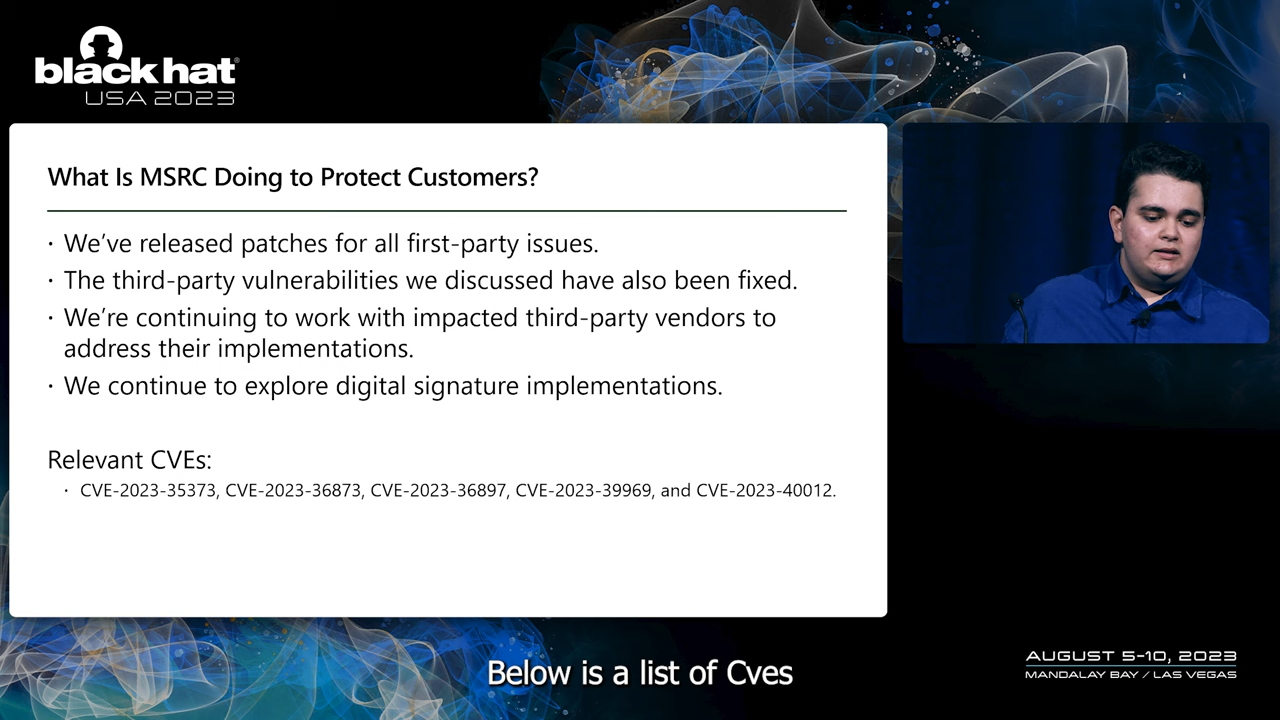 blackhat®
USA 2023
What Is MSRC Doing to Protect Customers?
· We’ve released patches for all first-party issues.
· The third-party vulnerabilities we discussed have also been fixed.
· We’re continuing to work with impacted third-party vendors to
address their implementations.
· We continue to explore digital signature implementations.
Relevant CVEs:
· CVE-2023-35373, CVE-2023-36873, CVE-2023-36897, CVE-2023-39969, and CVE-2023-40012.
Below is a list of Cves
AUGUST 5-10, 2023
MANDALAY BAY / LAS VEGAS